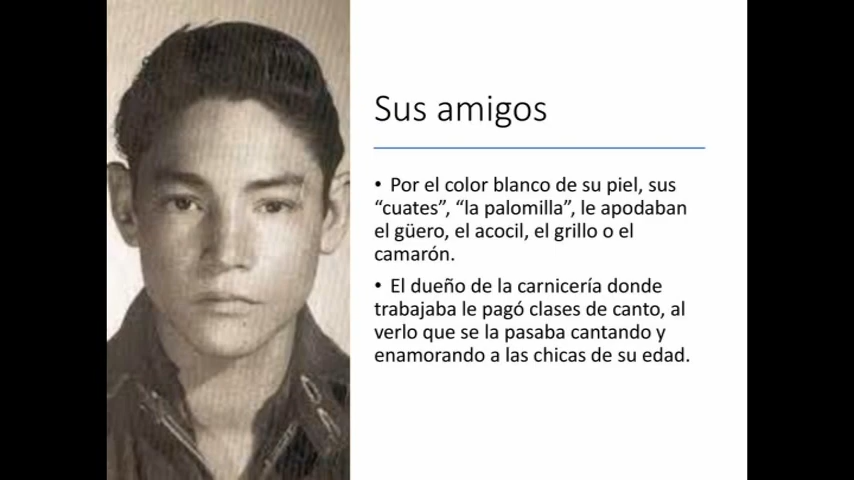 Sus amigos
• Por el color blanco de su piel, sus
“cuates”, “la palomilla”, le apodaban
el güero, el acocil, el grillo o el
camarón.
• El dueño de la carnicería donde
trabajaba le pagó clases de canto, al
verlo que se la pasaba cantando y
enamorando a las chicas de su edad.